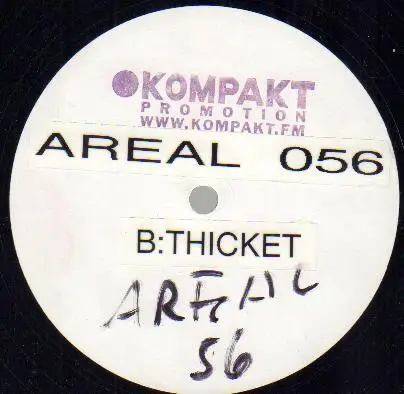 KOMPAKT
PROMOTION
WWW.KOMPAKT.FM
AREAL 056
B:THICKET
AREAL
56